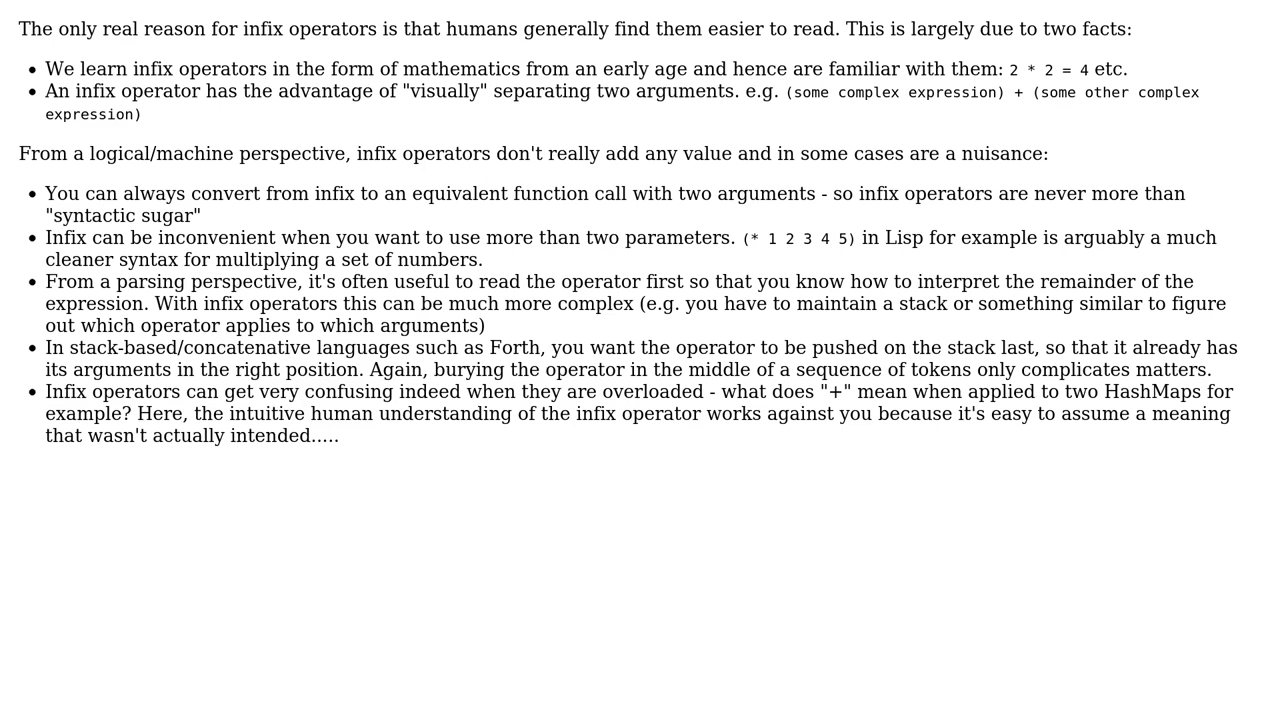 The only real reason for infix operators is that humans generally find them easier to read. This is largely due to two facts:
We learn infix operators in the form of mathematics from an early age and hence are familiar with them: 2 * 2 = 4 etc.
An infix operator has the advantage of "visually" separating two arguments. e.g. (some complex expression) + (some other complex
expression)
From a logical/machine perspective, infix operators don't really add any value and in some cases are a nuisance:
You can always convert from infix to an equivalent function call with two arguments - so infix operators are never more than
"syntactic sugar"
Infix can be inconvenient when you want to use more than two parameters. (* 1 2 3 4 5) in Lisp for example is arguably a much
cleaner syntax for multiplying a set of numbers.
From a parsing perspective, it's often useful to read the operator first so that you know how to interpret the remainder of the
expression. With infix operators this can be much more complex (e.g. you have to maintain a stack or something similar to figure
out which operator applies to which arguments)
In stack-based/concatenative languages such as Forth, you want the operator to be pushed on the stack last, so that it already has
its arguments in the right position. Again, burying the operator in the middle of a sequence of tokens only complicates matters.
Infix operators can get very confusing indeed when they are overloaded - what does "+" mean when applied to two HashMaps for
example? Here, the intuitive human understanding of the infix operator works against you because it's easy to assume a meaning
that wasn't actually intended.....